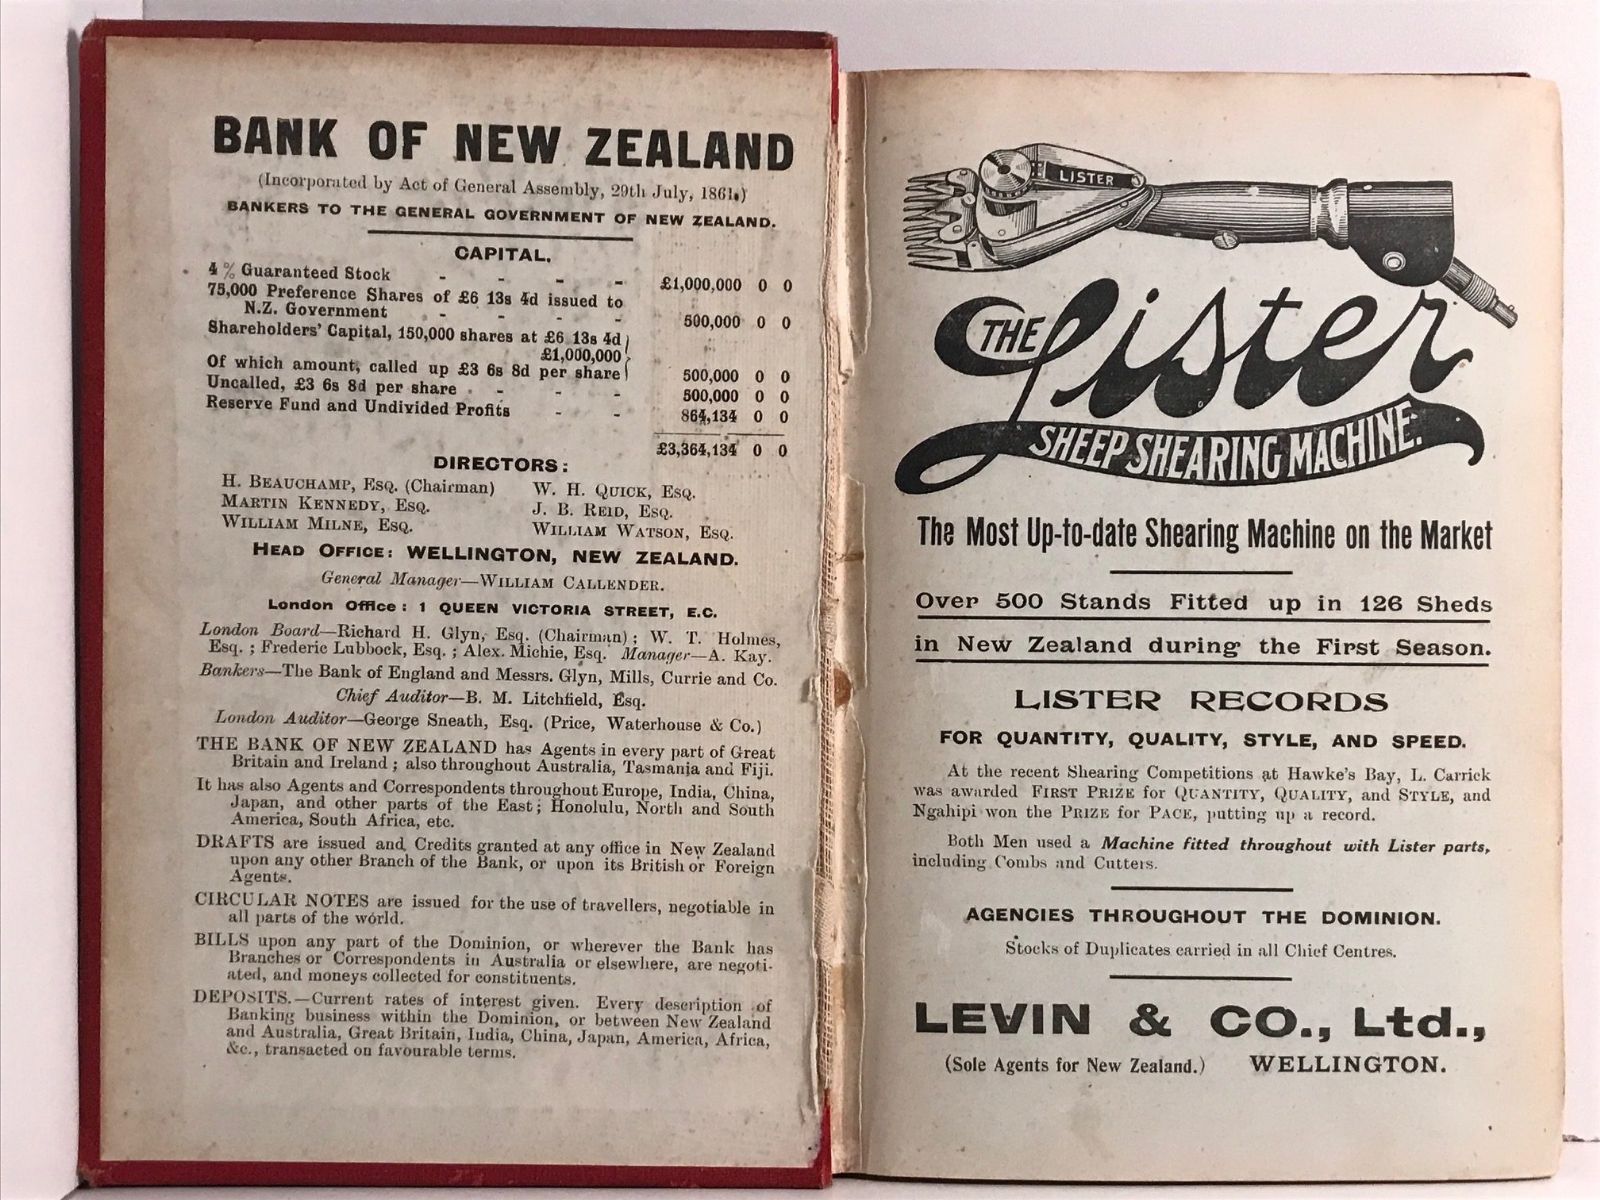 BANK OF NEW ZEALAND
(Incorporated by Act of General Assembly, 29th July, 1861.)
BANKERS TO THE GENERAL GOVERNMENT OF NEW ZEALAND.
CAPITAL.
4 % Guaranteed Stock - - - - £1,000,000 0 0
75,000 Preference Shares of £6 13s 4d issued to
N.Z. Government - - - - 500,000 0 0
Shareholders' Capital, 150,000 shares at £6 13s 4d
£1,000,000
Of which amount, called up £3 6s 8d per share 500,000 0 0
Uncalled, £3 6s 8d per share - - - - 500,000 0 0
Reserve Fund and Undivided Profits - - 864,134 0 0
£3,364,134 0 0
DIRECTORS:
H. BEAUCHAMP, ESQ. (Chairman) W. H. QUICK, ESQ.
MARTIN KENNEDY, ESQ. J. B. REID, ESQ.
WILLIAM MILNE, ESQ. WILLIAM WATSON, ESQ.
HEAD OFFICE: WELLINGTON, NEW ZEALAND.
General Manager—WILLIAM CALLENDER.
London Office: 1 QUEEN VICTORIA STREET, E.C.
London Board—Richard H. Glyn, Esq. (Chairman); W. T. Holmes,
Esq.; Frederic Lubbock, Esq.; Alex. Michie, Esq. Manager—A. Kay.
Bankers—The Bank of England and Messrs. Glyn, Mills, Currie and Co.
Chief Auditor—B. M. Litchfield, Esq.
London Auditor—George Sneath, Esq. (Price, Waterhouse & Co.)
THE BANK OF NEW ZEALAND has Agents in every part of Great
Britain and Ireland; also throughout Australia, Tasmania and Fiji.
It has also Agents and Correspondents throughout Europe, India, China,
Japan, and other parts of the East; Honolulu, North and South
America, South Africa, etc.
DRAFTS are issued and Credits granted at any office in New Zealand
upon any other Branch of the Bank, or upon its British or Foreign
Agents.
CIRCULAR NOTES are issued for the use of travellers, negotiable in
all parts of the world.
BILLS upon any part of the Dominion, or wherever the Bank has
Branches or Correspondents in Australia or elsewhere, are negoti-
ated, and moneys collected for constituents.
DEPOSITS.—Current rates of interest given. Every description of
Banking business within the Dominion, or between New Zealand
and Australia, Great Britain, India, China, Japan, America, Africa,
&c., transacted on favourable terms.
LISTER
THE Lister
SHEEP SHEARING MACHINE.
The Most Up-to-date Shearing Machine on the Market
Over 500 Stands Fitted up in 126 Sheds
in New Zealand during the First Season.
LISTER RECORDS
FOR QUANTITY, QUALITY, STYLE, AND SPEED.
At the recent Shearing Competitions at Hawke's Bay, L. Carrick
was awarded FIRST PRIZE for QUANTITY, QUALITY, and STYLE, and
Ngahipi won the PRIZE for PACE, putting up a record.
Both Men used a Machine fitted throughout with Lister parts,
including Combs and Cutters.
AGENCIES THROUGHOUT THE DOMINION.
Stocks of Duplicates carried in all Chief Centres.
LEVIN & CO., Ltd.,
(Sole Agents for New Zealand.) WELLINGTON.